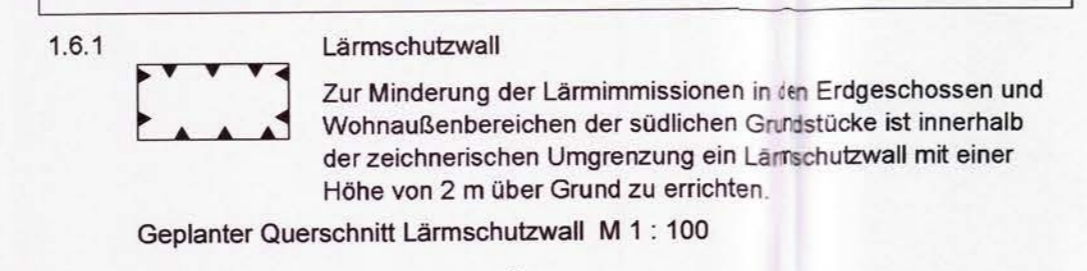 1.6.1 Lärmschutzwall
Zur Minderung der Lärmimmissionen in den Erdgeschossen und
Wohnaußenbereichen der südlichen Grundstücke ist innerhalb
der zeichnerischen Umgrenzung ein Lärmschutzwall mit einer
Höhe von 2 m über Grund zu errichten.
Geplanter Querschnitt Lärmschutzwall M 1 : 100